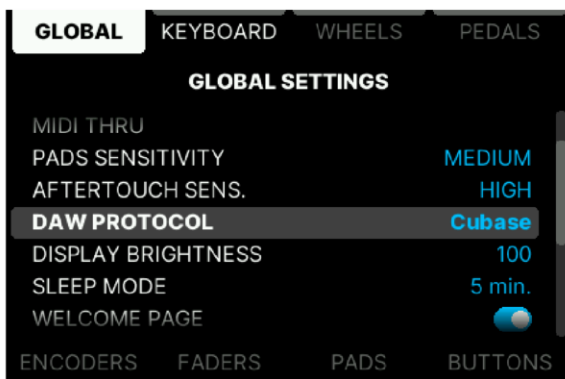 GLOBAL KEYBOARD WHEELS PEDALS
GLOBAL SETTINGS
MIDI THRU
PADS SENSITIVITY MEDIUM
AFTERTOUCH SENS. HIGH
DAW PROTOCOL Cubase
DISPLAY BRIGHTNESS 100
SLEEP MODE 5 min.
WELCOME PAGE
ENCODERS FADERS PADS BUTTONS